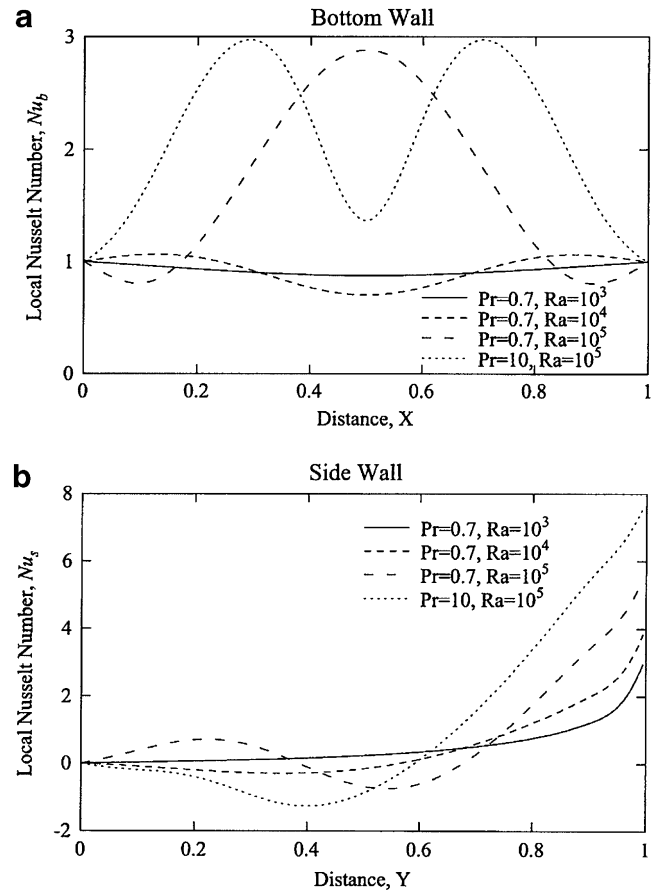 a
Bottom Wall
3
2
1
0
Local Nusselt Number, Nu_b
Pr=0.7, Ra=10^3
Pr=0.7, Ra=10^4
Pr=0.7, Ra=10^5
Pr=10, Ra=10^5
0 0.2 0.4 0.6 0.8 1
Distance, X
b
Side Wall
8
6
4
2
0
-2
Local Nusselt Number, Nu_s
Pr=0.7, Ra=10^3
Pr=0.7, Ra=10^4
Pr=0.7, Ra=10^5
Pr=10, Ra=10^5
0 0.2 0.4 0.6 0.8 1
Distance, Y